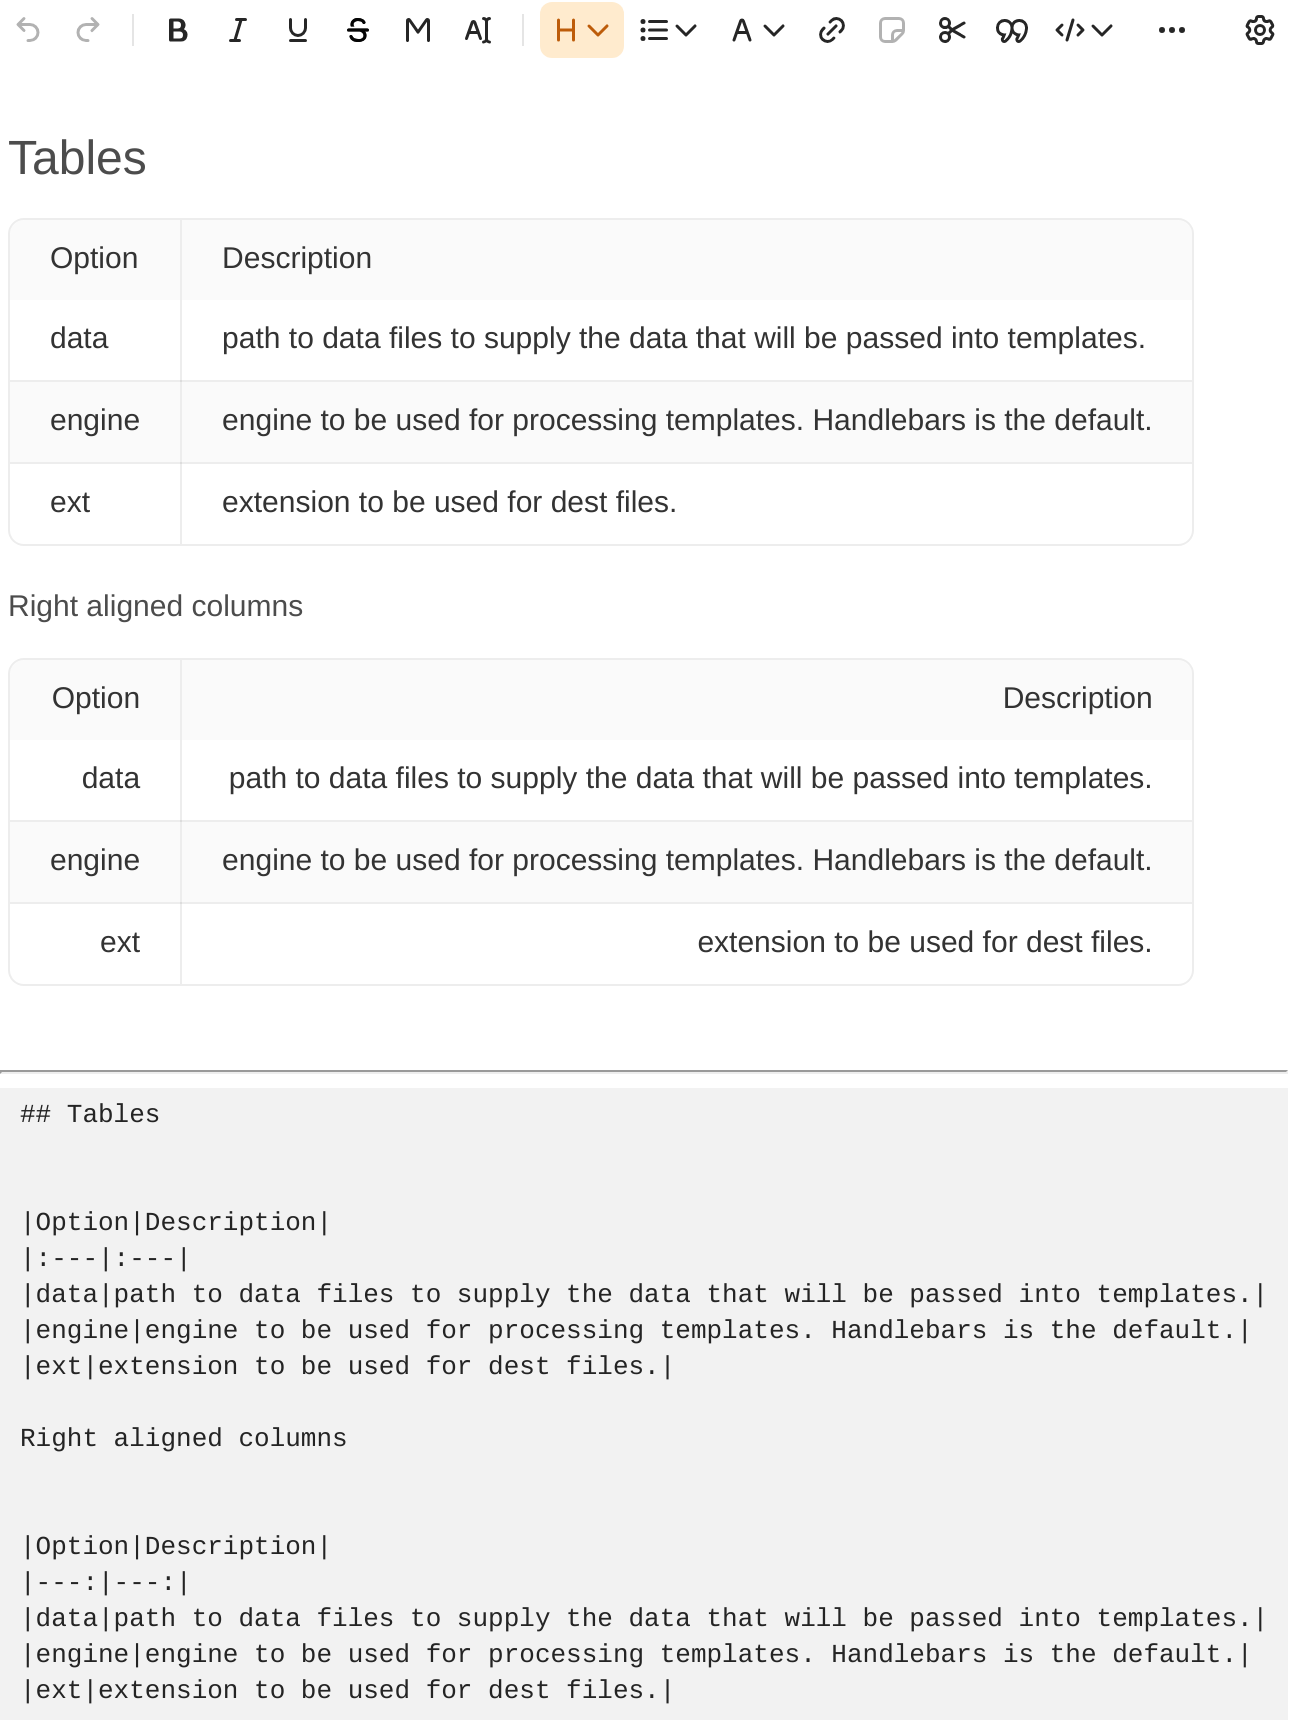 Tables
Option Description
data path to data files to supply the data that will be passed into templates.
engine engine to be used for processing templates. Handlebars is the default.
ext extension to be used for dest files.
Right aligned columns
Option Description
data path to data files to supply the data that will be passed into templates.
engine engine to be used for processing templates. Handlebars is the default.
ext extension to be used for dest files.
## Tables
|Option|Description|
|:---|:---|
|data|path to data files to supply the data that will be passed into templates.|
|engine|engine to be used for processing templates. Handlebars is the default.|
|ext|extension to be used for dest files.|
Right aligned columns
|Option|Description|
|---:|---:|
|data|path to data files to supply the data that will be passed into templates.|
|engine|engine to be used for processing templates. Handlebars is the default.|
|ext|extension to be used for dest files.|